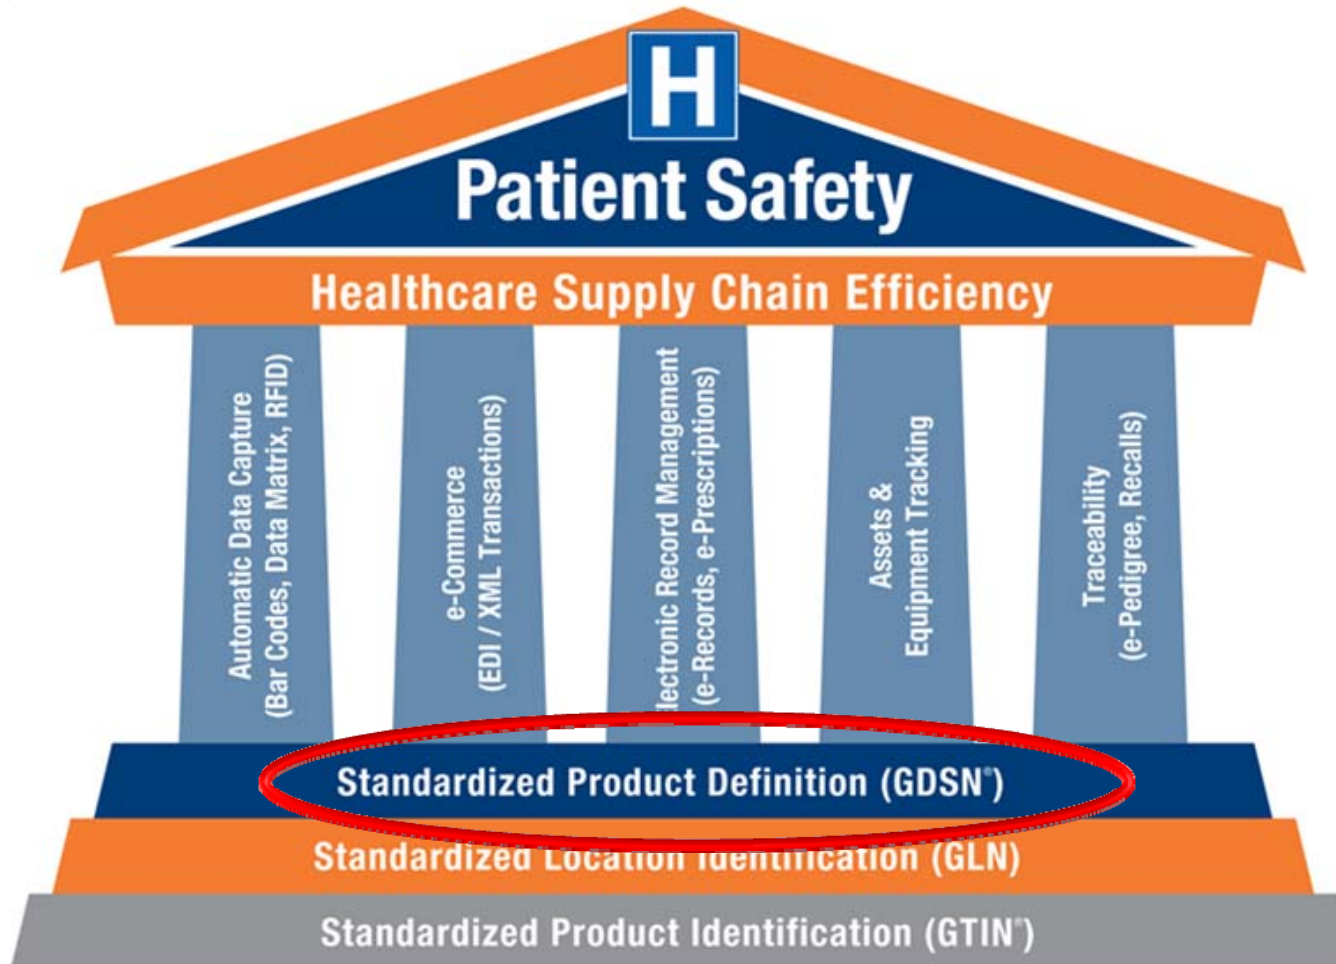 H
Patient Safety
Healthcare Supply Chain Efficiency
Automatic Data Capture
(Bar Codes, Data Matrix, RFID)
e-Commerce
(EDI / XML Transactions)
lectronic Record Management
(e-Records, e-Prescriptions)
Assets &
Equipment Tracking
Traceability
(e-Pedigree, Recalls)
Standardized Product Definition (GDSN®)
Standardized Location Identification (GLN)
Standardized Product Identification (GTIN®)